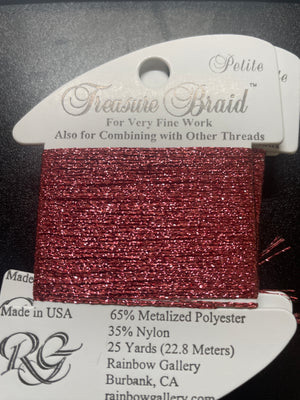 Petite
Treasure Braid™
For Very Fine Work
Also for Combining with Other Threads
Made
Made in USA
65% Metalized Polyester
35% Nylon
25 Yards (22.8 Meters)
Rainbow Gallery
Burbank, CA
rainbowgallery.com
RG